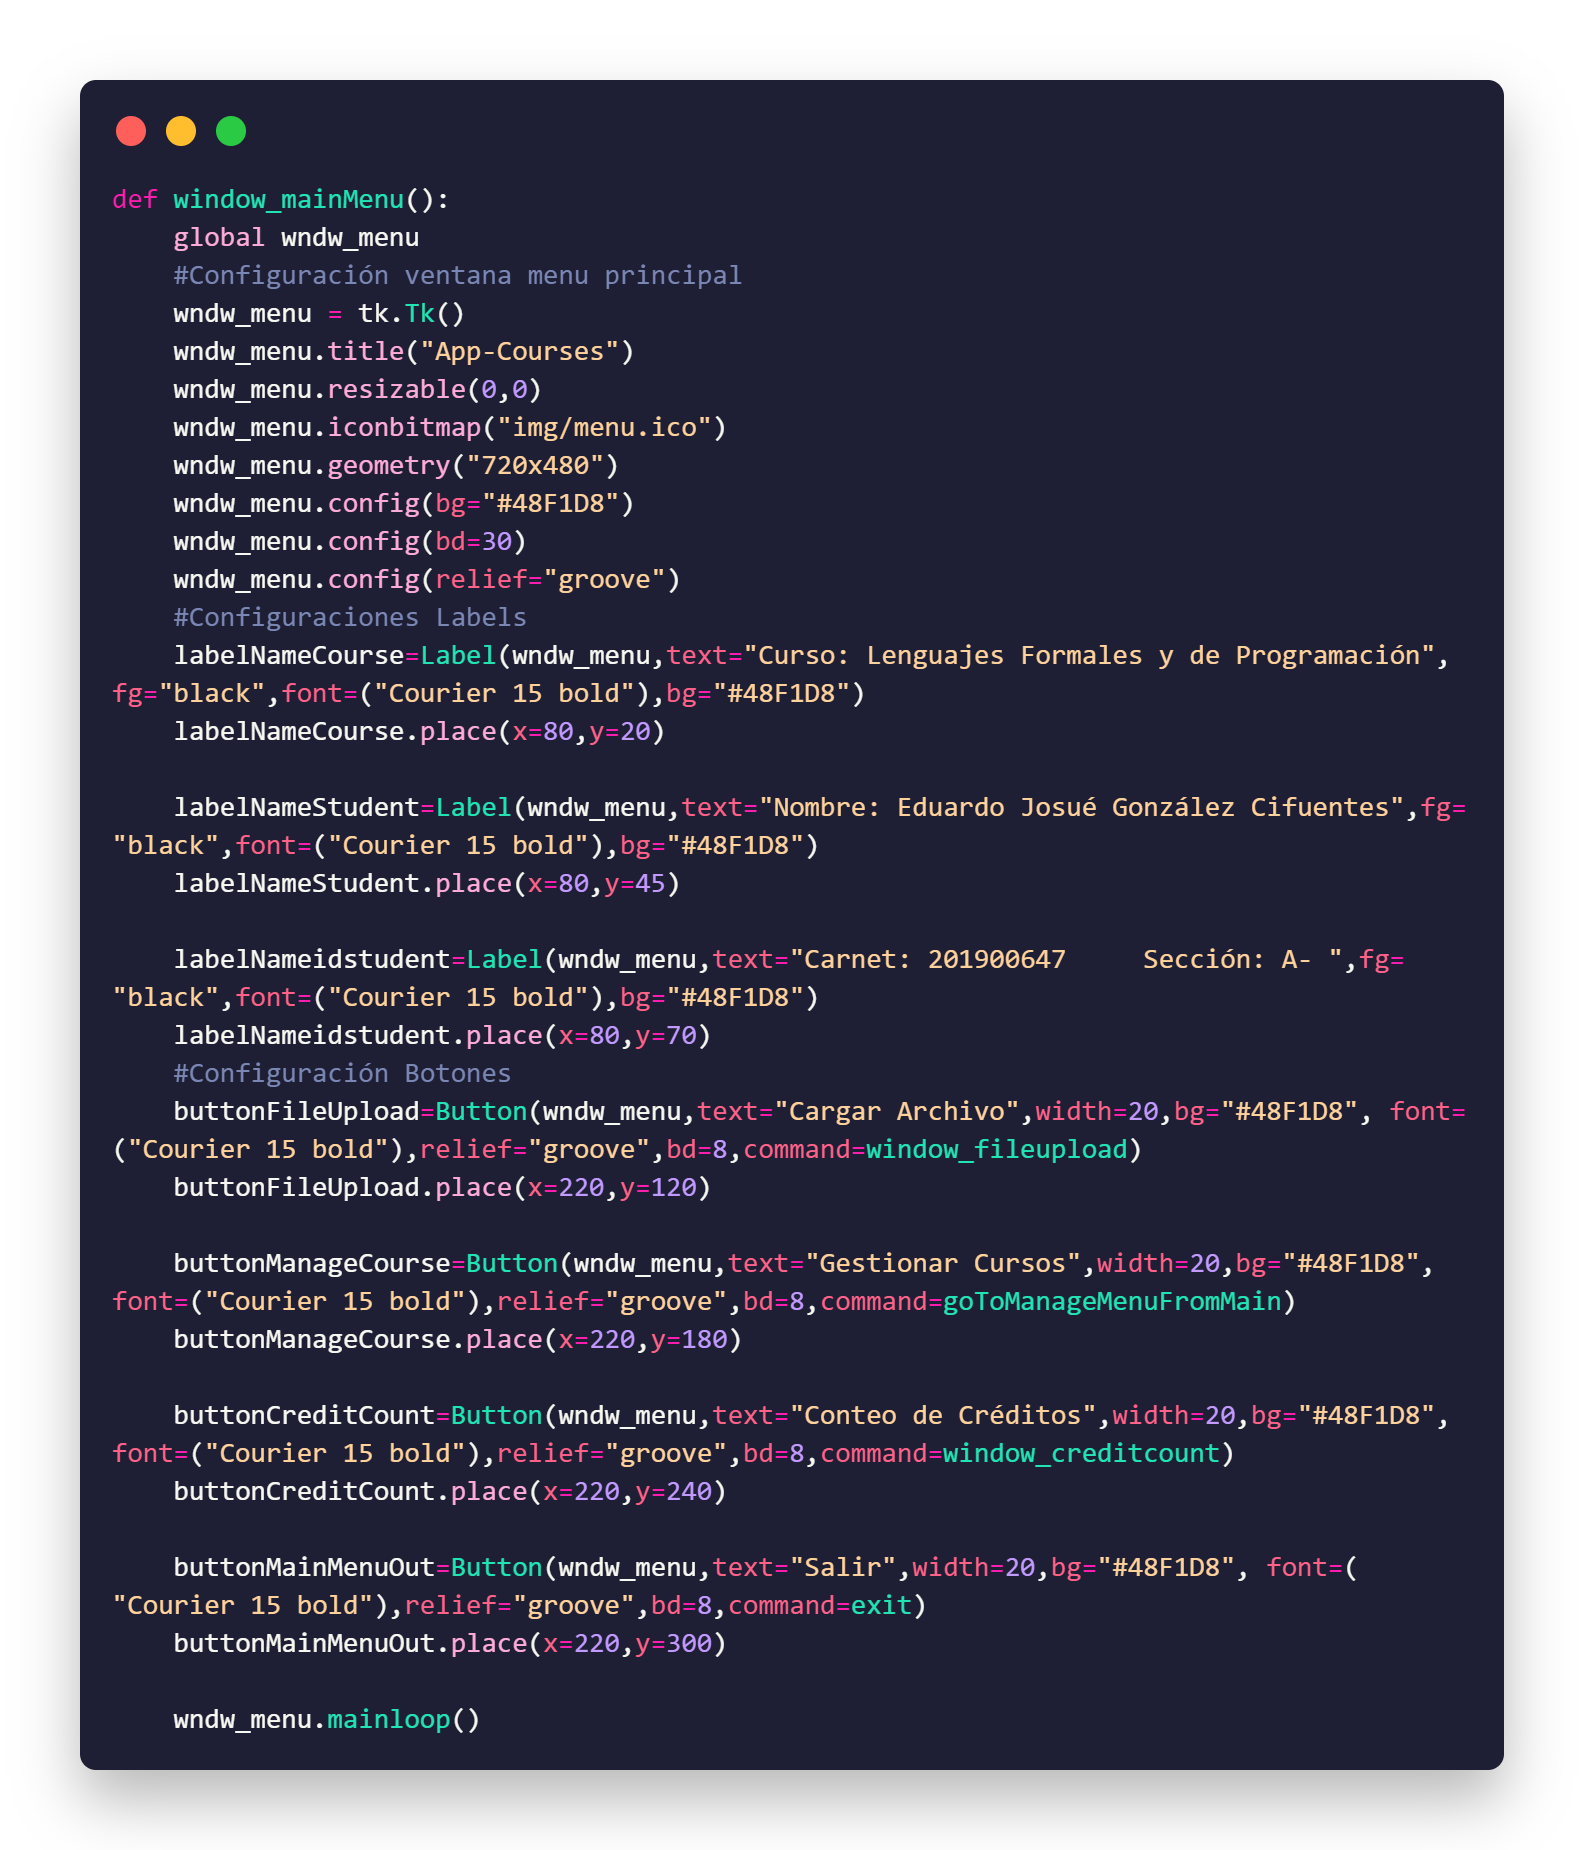 def window_mainMenu():
    global wndw_menu
    #Configuración ventana menu principal
    wndw_menu = tk.Tk()
    wndw_menu.title("App-Courses")
    wndw_menu.resizable(0,0)
    wndw_menu.iconbitmap("img/menu.ico")
    wndw_menu.geometry("720x480")
    wndw_menu.config(bg="#48F1D8")
    wndw_menu.config(bd=30)
    wndw_menu.config(relief="groove")
    #Configuraciones Labels
    labelNameCourse=Label(wndw_menu,text="Curso: Lenguajes Formales y de Programación",
fg="black",font=("Courier 15 bold"),bg="#48F1D8")
    labelNameCourse.place(x=80,y=20)

    labelNameStudent=Label(wndw_menu,text="Nombre: Eduardo Josué González Cifuentes",fg=
"black",font=("Courier 15 bold"),bg="#48F1D8")
    labelNameStudent.place(x=80,y=45)

    labelNameidstudent=Label(wndw_menu,text="Carnet: 201900647     Sección: A- ",fg=
"black",font=("Courier 15 bold"),bg="#48F1D8")
    labelNameidstudent.place(x=80,y=70)
    #Configuración Botones
    buttonFileUpload=Button(wndw_menu,text="Cargar Archivo",width=20,bg="#48F1D8", font=
("Courier 15 bold"),relief="groove",bd=8,command=window_fileupload)
    buttonFileUpload.place(x=220,y=120)

    buttonManageCourse=Button(wndw_menu,text="Gestionar Cursos",width=20,bg="#48F1D8",
font=("Courier 15 bold"),relief="groove",bd=8,command=goToManageMenuFromMain)
    buttonManageCourse.place(x=220,y=180)

    buttonCreditCount=Button(wndw_menu,text="Conteo de Créditos",width=20,bg="#48F1D8",
font=("Courier 15 bold"),relief="groove",bd=8,command=window_creditcount)
    buttonCreditCount.place(x=220,y=240)

    buttonMainMenuOut=Button(wndw_menu,text="Salir",width=20,bg="#48F1D8", font=(
"Courier 15 bold"),relief="groove",bd=8,command=exit)
    buttonMainMenuOut.place(x=220,y=300)

    wndw_menu.mainloop()